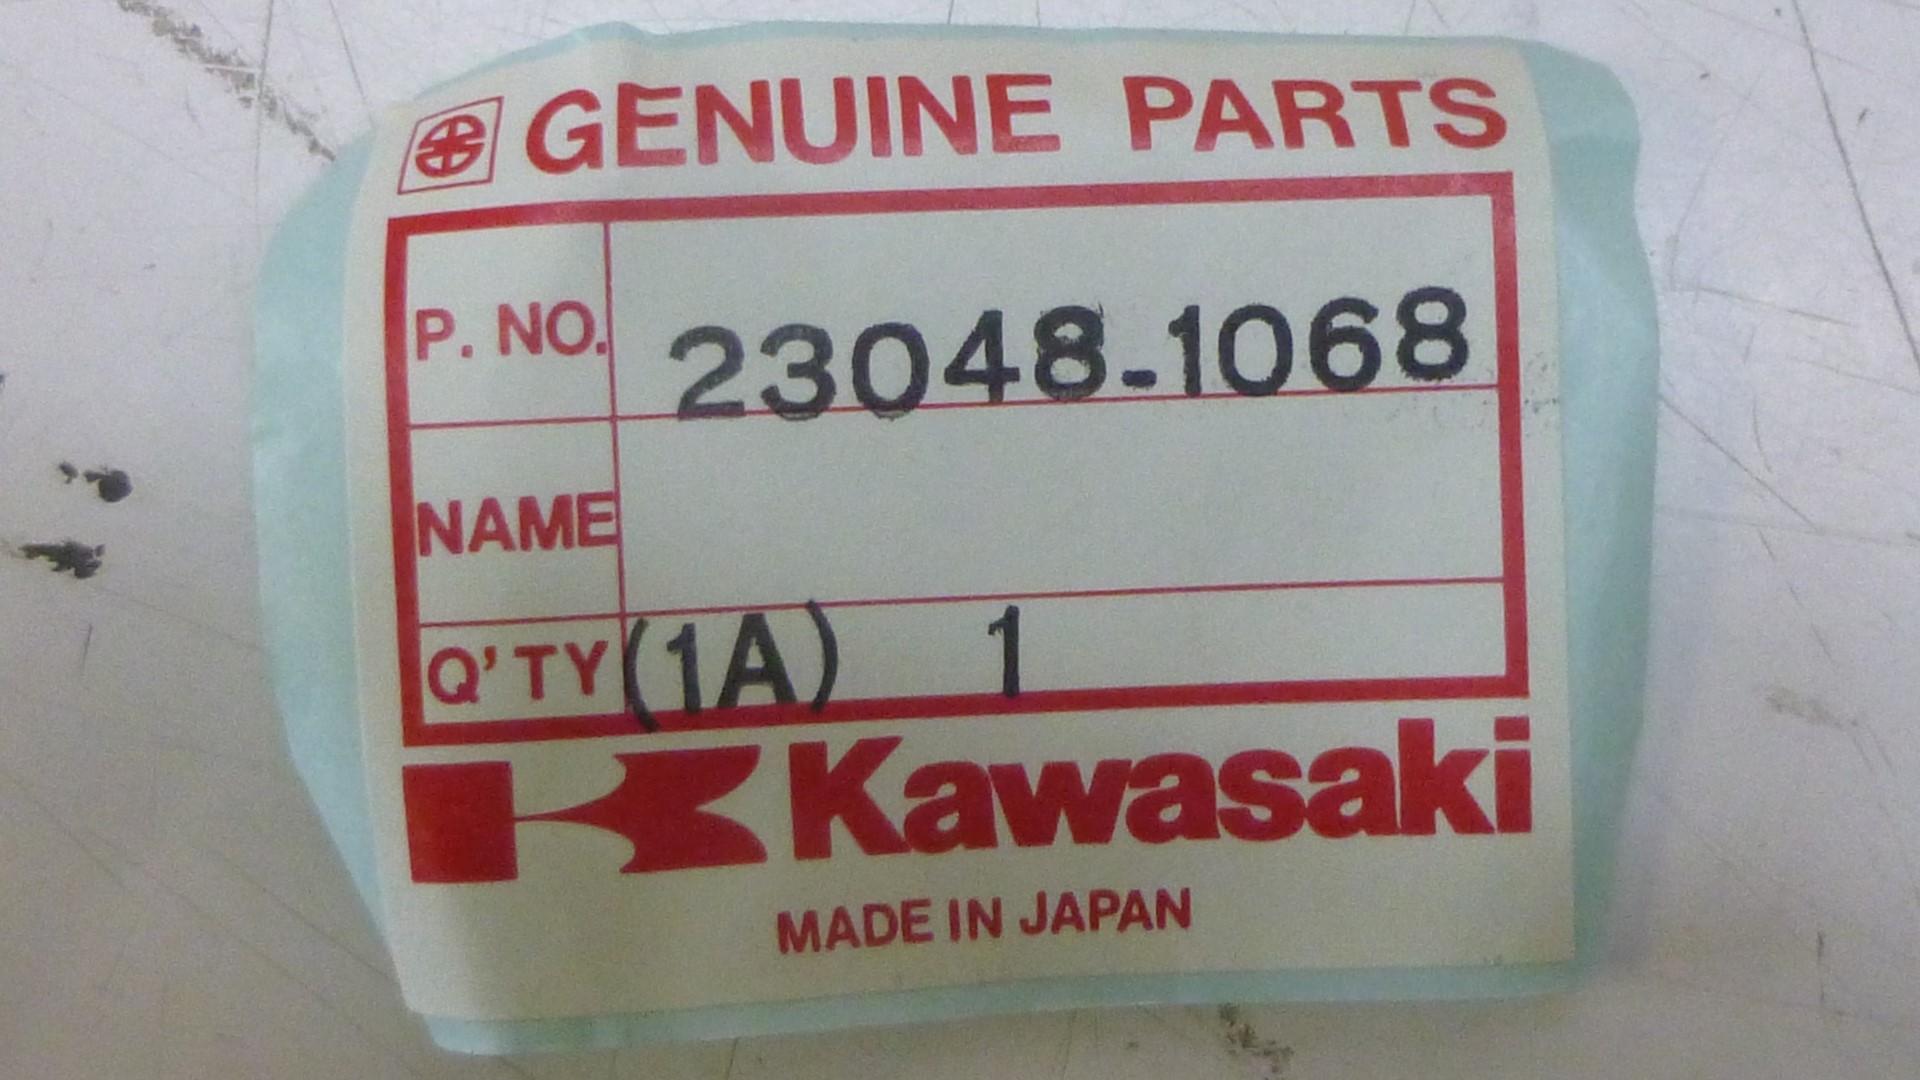 GENUINE PARTS
P. NO. 23048-1068
NAME
Q'TY (1A) 1
Kawasaki
MADE IN JAPAN